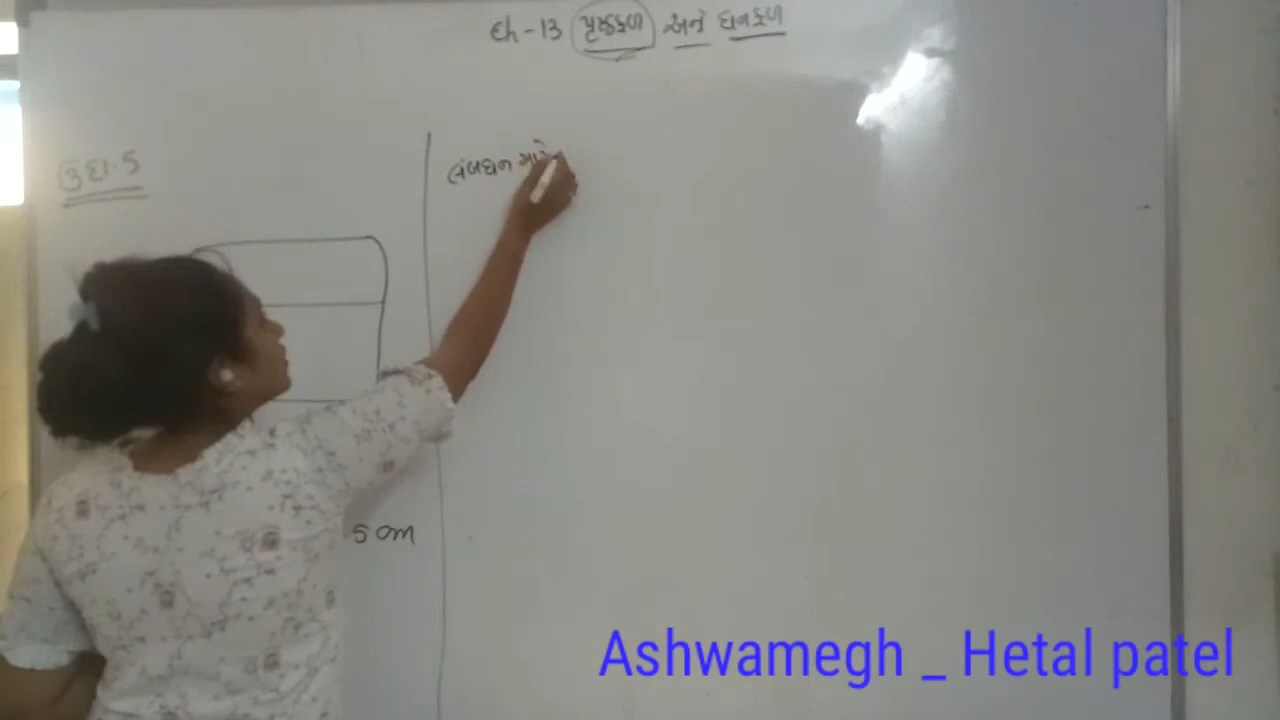 Ch-13 પૃષ્ઠફળ અને ઘનફળ
ઉદા.5
લંબઘન માટે
5 cm
Ashwamegh _ Hetal patel